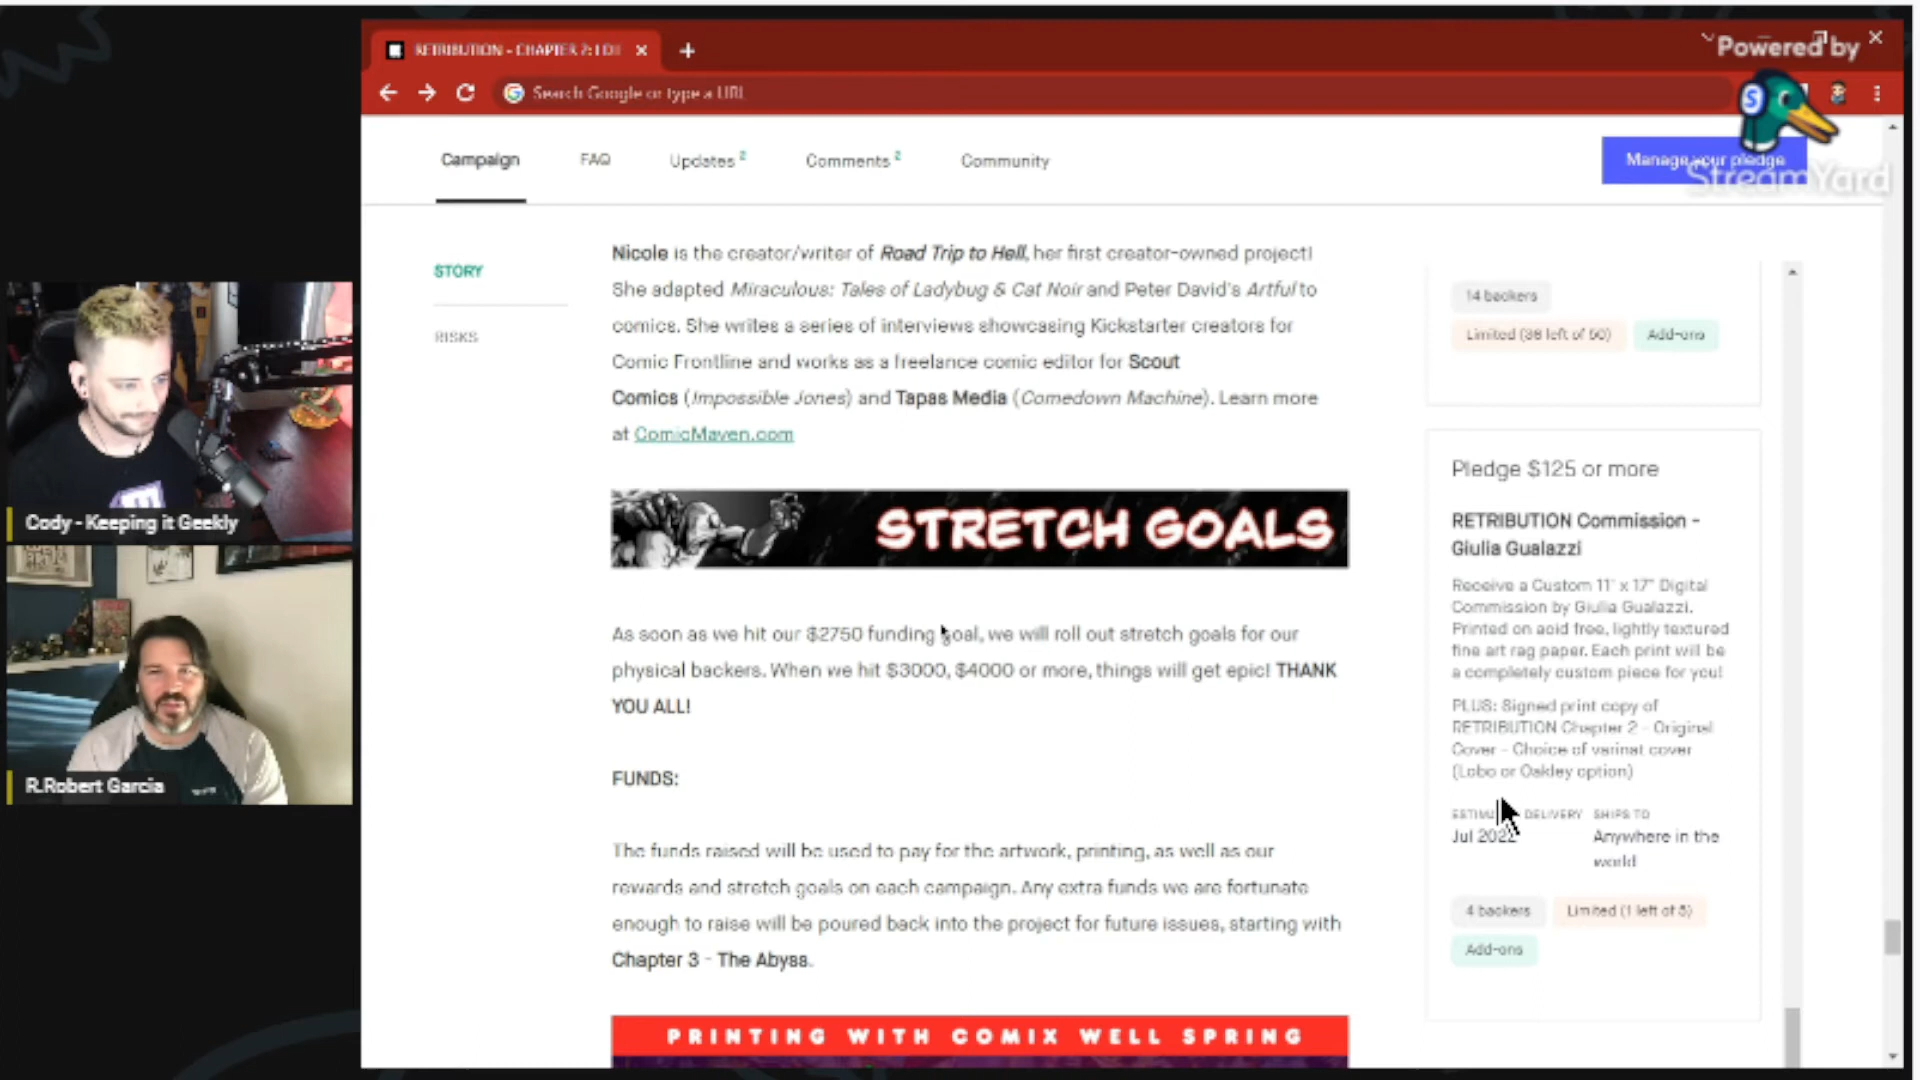 RETRIBUTION - CHAPTER 2: I DI
Powered by
Search Google or type a URL
StreamYard
Campaign
FAQ
Updates 2
Comments 2
Community
Manage your pledge
STORY
RISKS
Nicole is the creator/writer of Road Trip to Hell, her first creator-owned project!
She adapted Miraculous: Tales of Ladybug & Cat Noir and Peter David's Artful to
comics. She writes a series of interviews showcasing Kickstarter creators for
Comic Frontline and works as a freelance comic editor for Scout
Comics (Impossible Jones) and Tapas Media (Comedown Machine). Learn more
at ComicMaven.com
STRETCH GOALS
As soon as we hit our $2750 funding goal, we will roll out stretch goals for our
physical backers. When we hit $3000, $4000 or more, things will get epic! THANK
YOU ALL!
FUNDS:
The funds raised will be used to pay for the artwork, printing, as well as our
rewards and stretch goals on each campaign. Any extra funds we are fortunate
enough to raise will be poured back into the project for future issues, starting with
Chapter 3 - The Abyss.
PRINTING WITH COMIX WELL SPRING
14 backers
Limited (36 left of 50)
Add-ons
Pledge $125 or more
RETRIBUTION Commission -
Giulia Gualazzi
Receive a Custom 11" x 17" Digital
Commission by Giulia Gualazzi.
Printed on acid free, lightly textured
fine art rag paper. Each print will be
a completely custom piece for you!
PLUS: Signed print copy of
RETRIBUTION Chapter 2 - Original
Cover - Choice of varinat cover
(Lobo or Oakley option)
DELIVERY
SHIPS TO
Jul 2022
Anywhere in the
world
4 backers
Limited (1 left of 5)
Add-ons
Cody - Keeping it Geekly
R.Robert Garcia